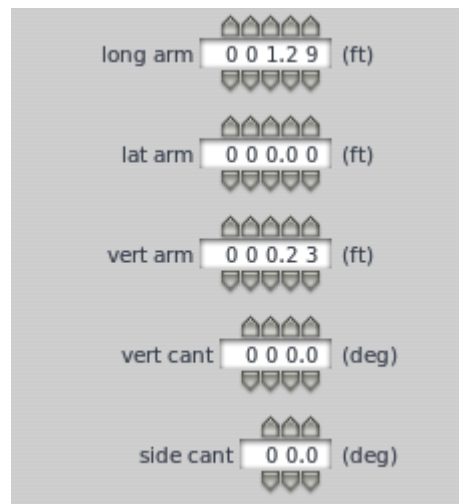 long arm 0 0 1.2 9 (ft)
lat arm 0 0 0.0 0 (ft)
vert arm 0 0 0.2 3 (ft)
vert cant 0 0 0.0 (deg)
side cant 0 0.0 (deg)